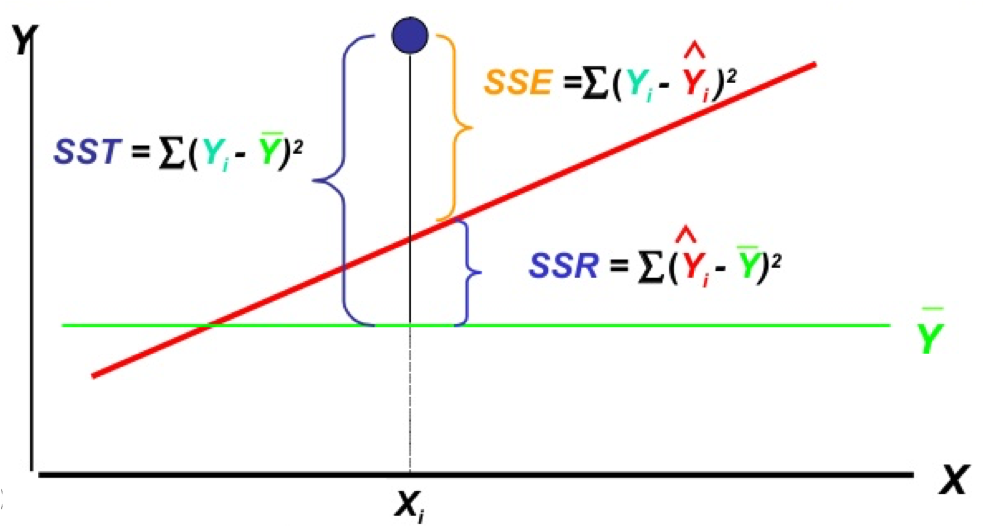 Y
SSE =Σ(Yᵢ - Ŷᵢ)²
SST = Σ(Yᵢ - Ȳ)²
SSR = Σ(Ŷᵢ - Ȳ)²
Ȳ
X
Xᵢ